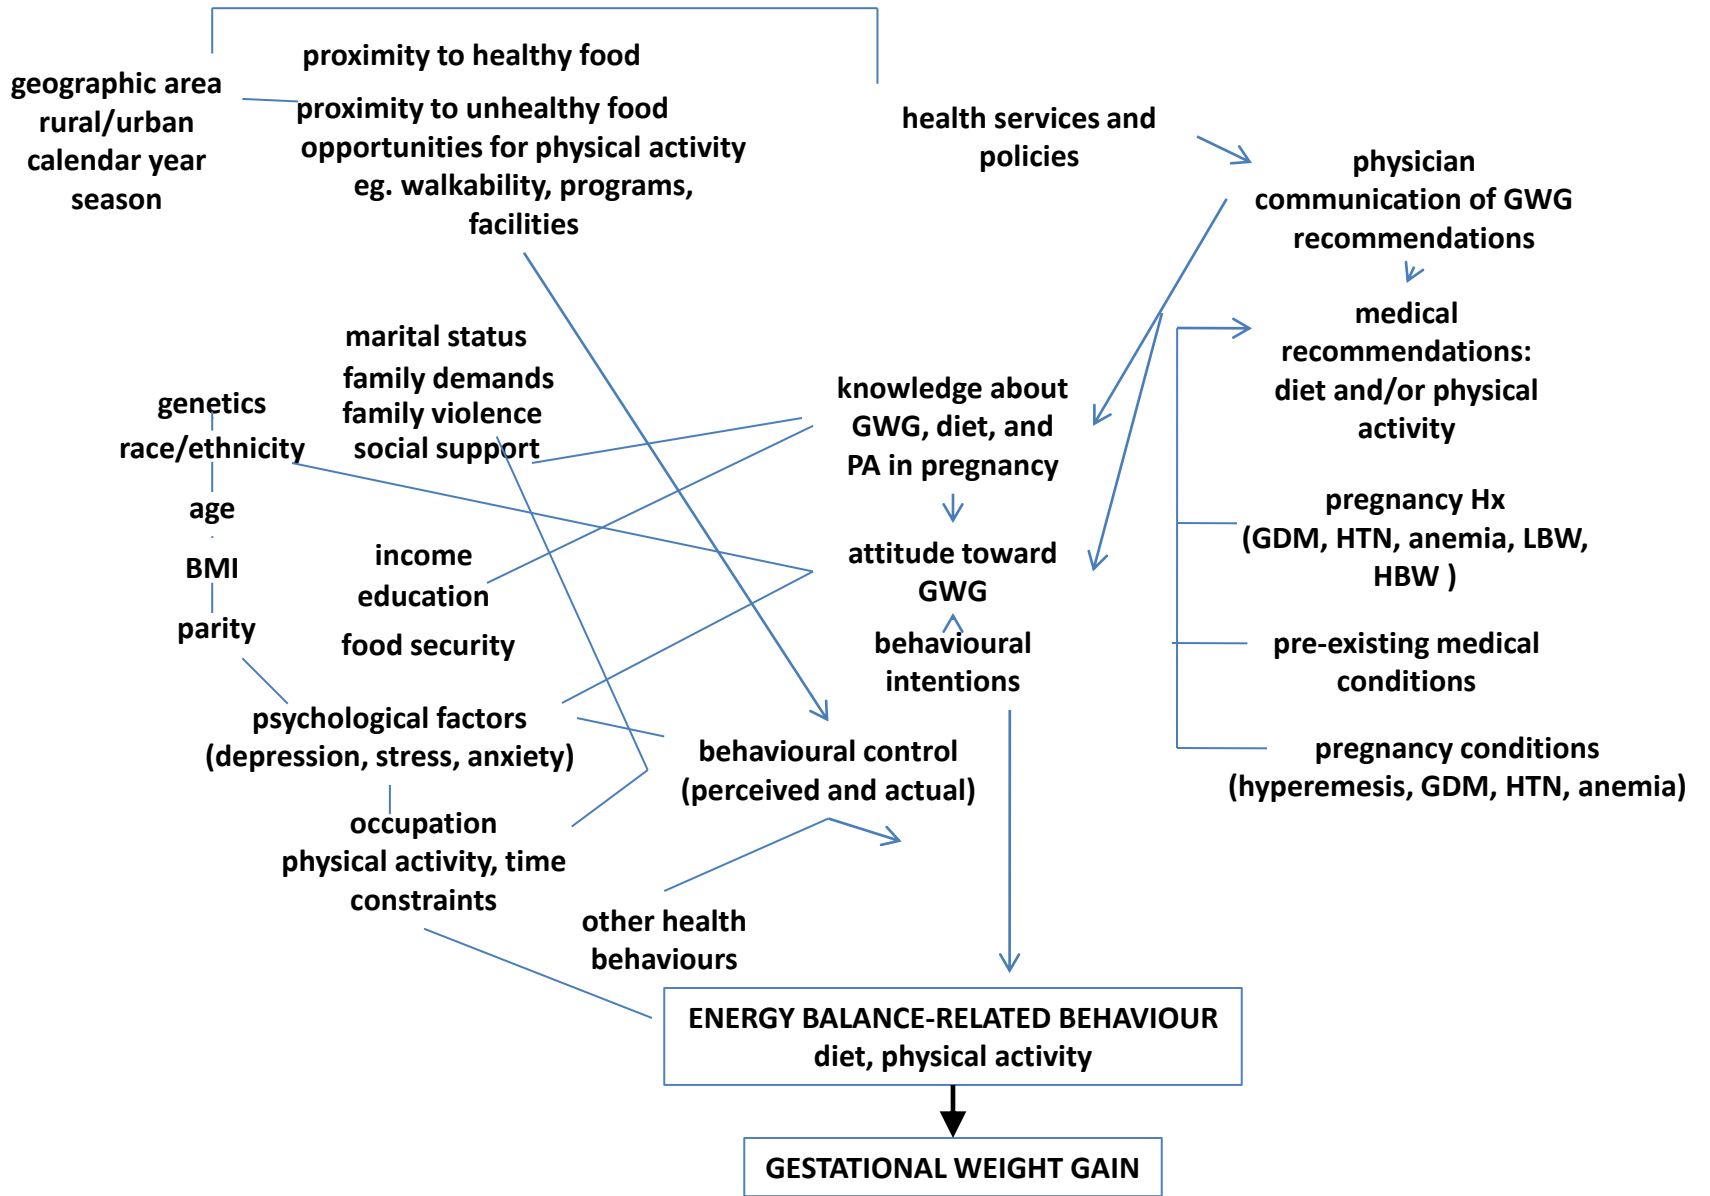 proximity to healthy food
geographic area
rural/urban
calendar year
season
proximity to unhealthy food
opportunities for physical activity
eg. walkability, programs,
facilities
health services and
policies
physician
communication of GWG
recommendations
medical
recommendations:
diet and/or physical
activity
marital status
family demands
family violence
social support
genetics
race/ethnicity
age
BMI
parity
knowledge about
GWG, diet, and
PA in pregnancy
income
education
food security
attitude toward
GWG
behavioural
intentions
pregnancy Hx
(GDM, HTN, anemia, LBW,
HBW )
pre-existing medical
conditions
pregnancy conditions
(hyperemesis, GDM, HTN, anemia)
psychological factors
(depression, stress, anxiety)
behavioural control
(perceived and actual)
occupation
physical activity, time
constraints
other health
behaviours
ENERGY BALANCE-RELATED BEHAVIOUR
diet, physical activity
GESTATIONAL WEIGHT GAIN